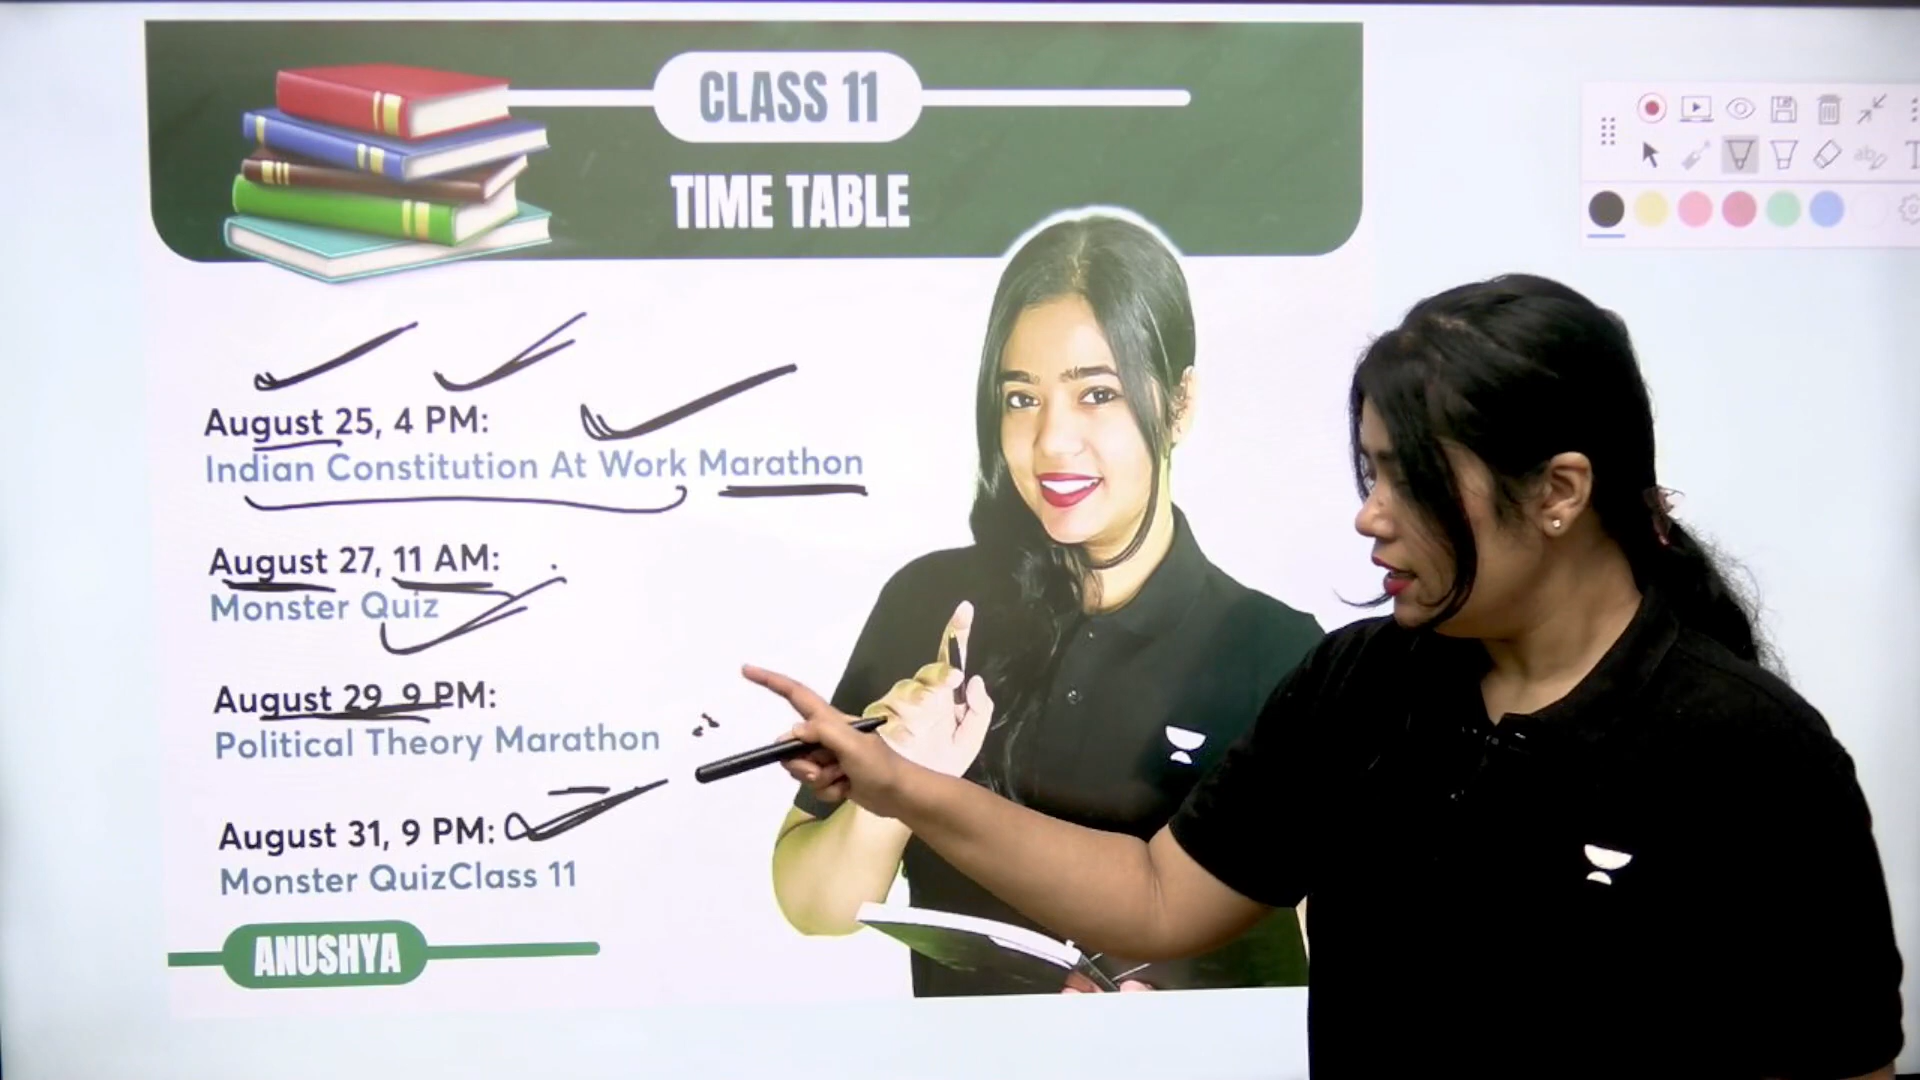 CLASS 11
TIME TABLE
August 25, 4 PM:
Indian Constitution At Work Marathon
August 27, 11 AM:
Monster Quiz
August 29 9 PM:
Political Theory Marathon
August 31, 9 PM:
Monster QuizClass 11
ANUSHYA